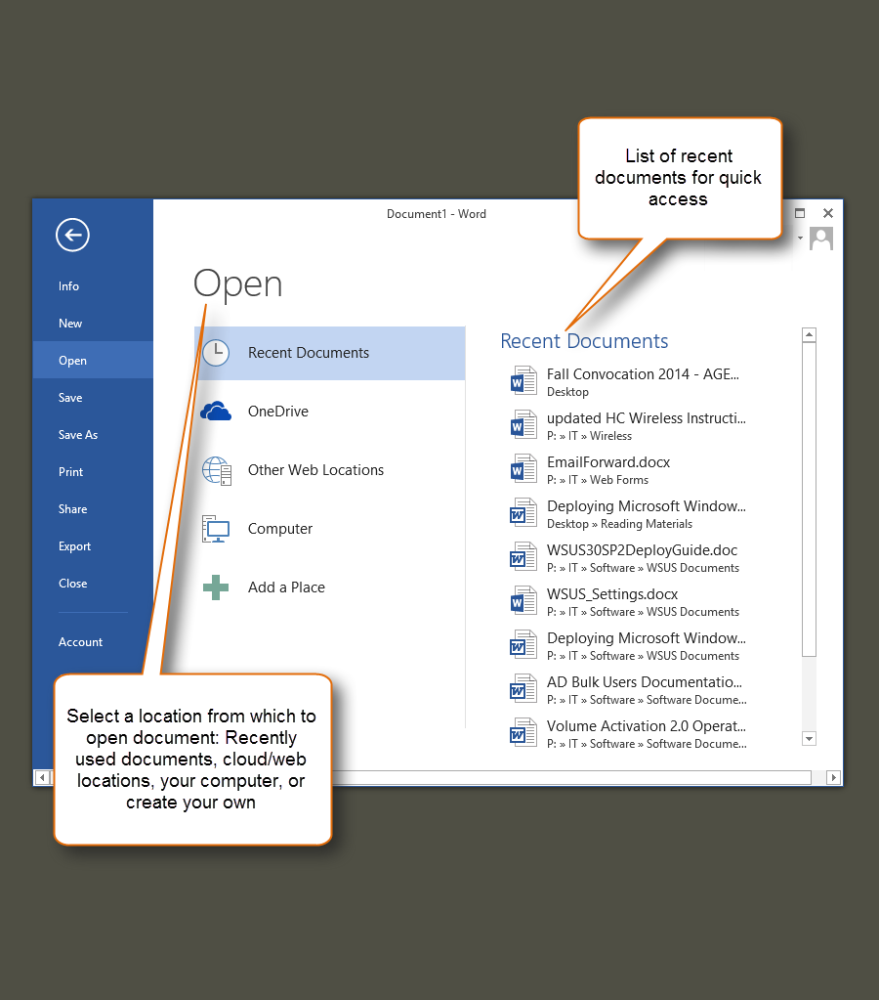 List of recent
documents for quick
access
Document1 - Word
Info
New
Open
Save
Save As
Print
Share
Export
Close
Account
Open
Recent Documents
OneDrive
Other Web Locations
Computer
Add a Place
Recent Documents
Fall Convocation 2014 - AGE...
Desktop
updated HC Wireless Instructi...
P: » IT » Wireless
EmailForward.docx
P: » IT » Web Forms
Deploying Microsoft Window...
Desktop » Reading Materials
WSUS30SP2DeployGuide.doc
P: » IT » Software » WSUS Documents
WSUS_Settings.docx
P: » IT » Software » WSUS Documents
Deploying Microsoft Window...
P: » IT » Software » WSUS Documents
AD Bulk Users Documentatio...
P: » IT » Software » Software Docume...
Volume Activation 2.0 Operat...
P: » IT » Software » Software Docume...
Select a location from which to
open document: Recently
used documents, cloud/web
locations, your computer, or
create your own